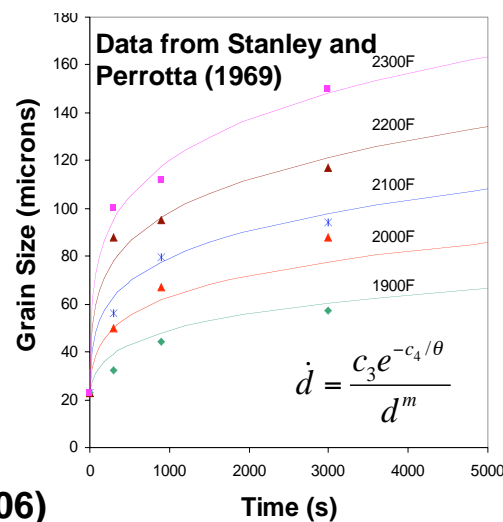 180
Data from Stanley and
Perrotta (1969)
160
140
120
100
80
60
40
20
0
Grain Size (microns)
2300F
2200F
2100F
2000F
1900F
ḋ = c₃e^{-c₄/θ} / d^m
0 1000 2000 3000 4000 5000
Time (s)
06)